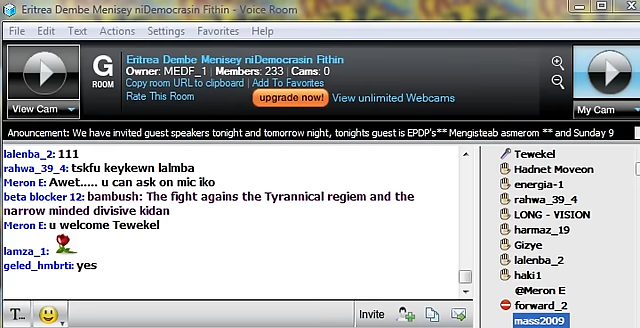 Eritrea Dembe Menisey niDemocrasin Fithin - Voice Room
File Edit Text Actions Settings Favorites Help
G
ROOM
Eritrea Dembe Menisey niDemocrasin Fithin
Owner: MEDF_1 | Members: 233 | Cams: 0
Copy room URL to clipboard | Add To Favorites
Rate This Room
upgrade now! View unlimited Webcams
View Cam
My Cam
Anouncement: We have invited guest speakers tonight and tomorrow night, tonights guest is EPDP's** Mengisteab asmerom ** and Sunday 9
lalenba_2: 111
rahwa_39_4: tskfu keykewn lalmba
Meron E: Awet..... u can ask on mic iko
beta blocker 12: bambush: The fight agains the Tyrannical regiem and the
narrow minded divisive kidan
Meron E: u welcome Tewekel
lamza_1:
geled_hmbrti: yes
Tewekel
Hadnet Moveon
energia-1
rahwa_39_4
LONG - VISION
harmaz_19
Gizye
lalenba_2
haki1
@Meron E
forward_2
mass2009
T...
Invite